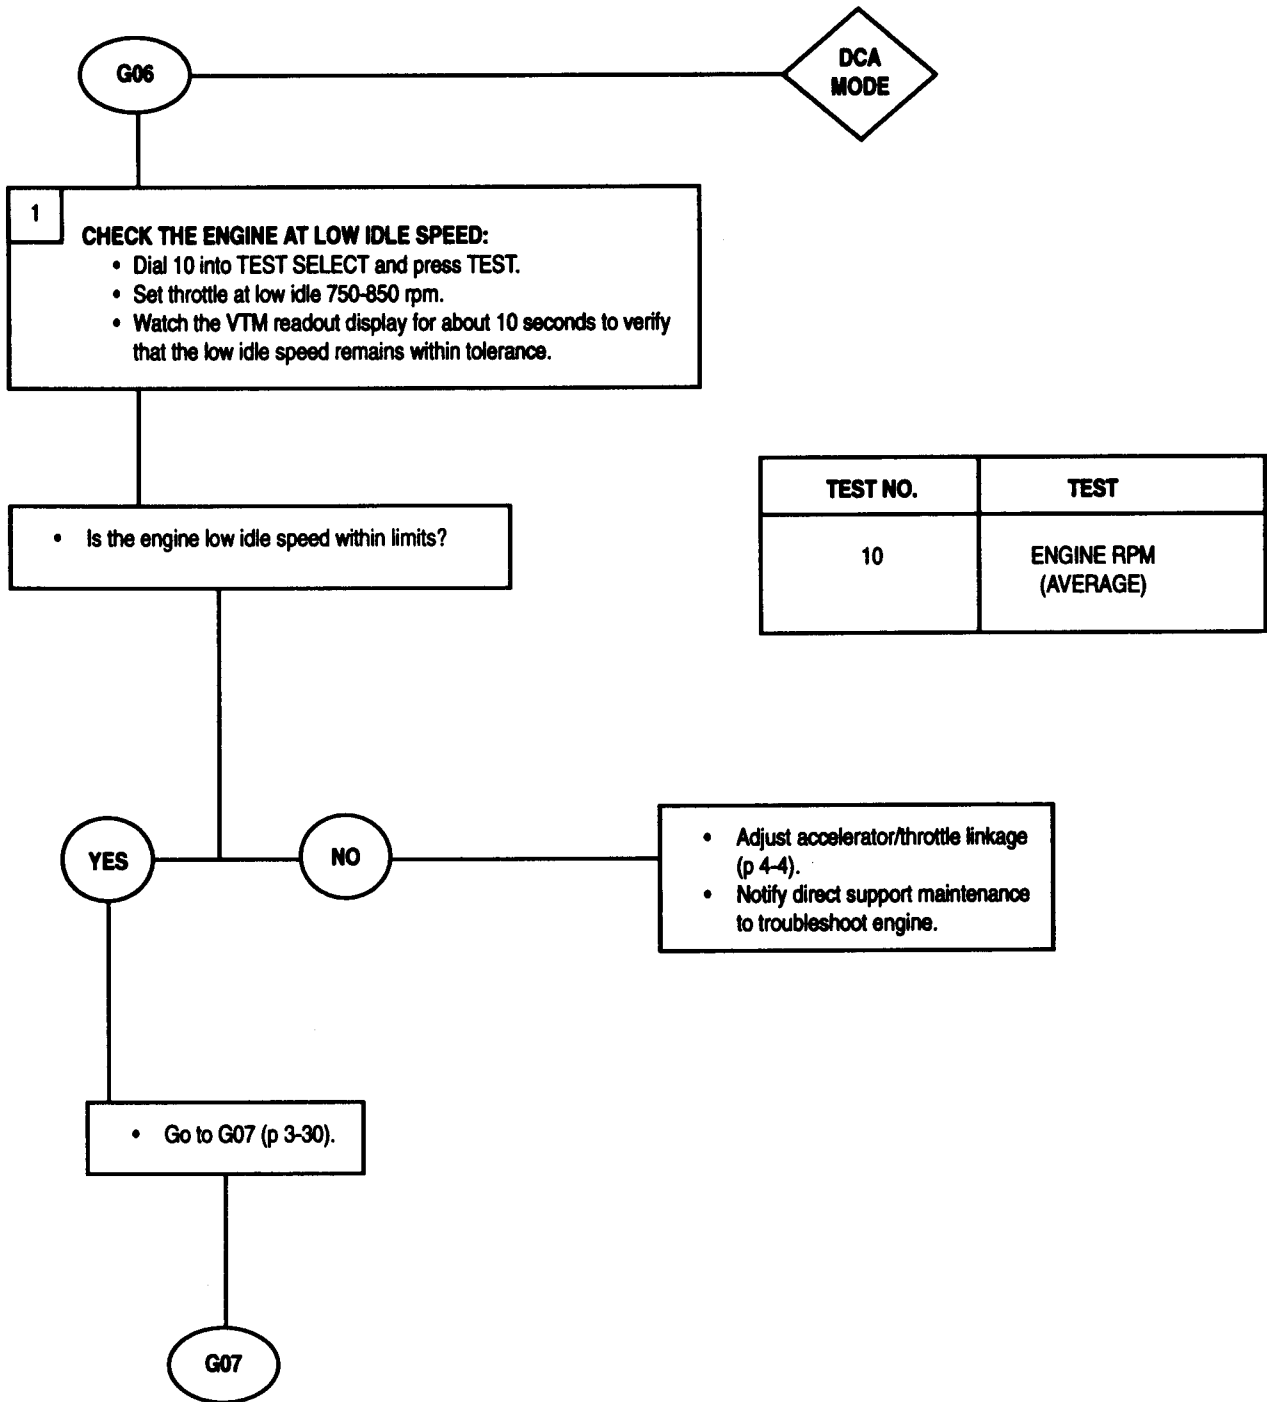 G06
DCA
MODE
1
CHECK THE ENGINE AT LOW IDLE SPEED:
• Dial 10 into TEST SELECT and press TEST.
• Set throttle at low idle 750-850 rpm.
• Watch the VTM readout display for about 10 seconds to verify
that the low idle speed remains within tolerance.
• Is the engine low idle speed within limits?
TEST NO. TEST
10 ENGINE RPM
(AVERAGE)
YES
NO
• Adjust accelerator/throttle linkage
(p 4-4).
• Notify direct support maintenance
to troubleshoot engine.
• Go to G07 (p 3-30).
G07